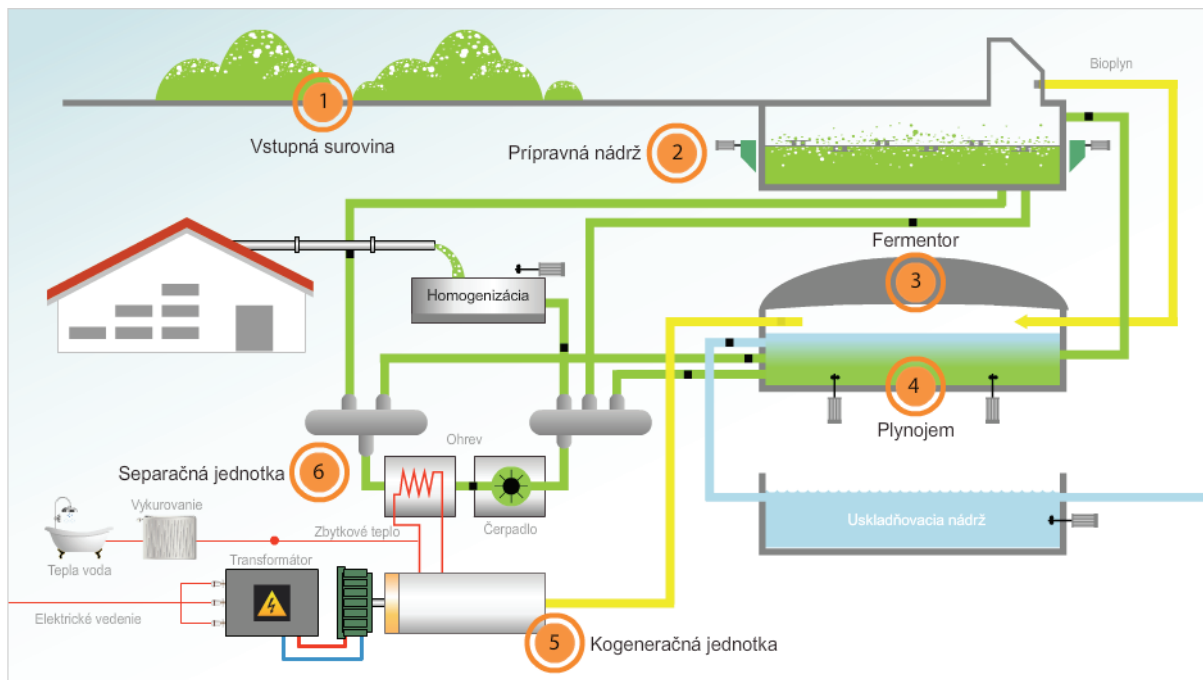 Bioplyn
1
Vstupná surovina
Prípravná nádrž
2
Fermentor
3
Homogenizácia
4
Plynojem
Ohrev
Separačná jednotka
6
Čerpadlo
Uskladňovacia nádrž
Vykurovanie
Zbytkové teplo
Tepla voda
Transformátor
Elektrické vedenie
5
Kogeneračná jednotka